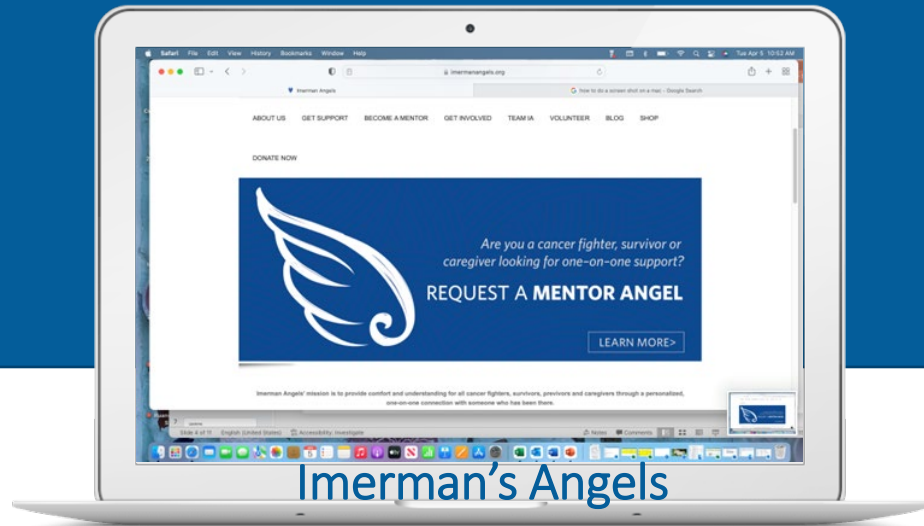 Safari File Edit View History Bookmarks Window Help Tue Apr 5 10:52 AM
imermanangels.org
Imerman Angels how to do a screen shot on a mac - Google Search
ABOUT US GET SUPPORT BECOME A MENTOR GET INVOLVED TEAM IA VOLUNTEER BLOG SHOP
DONATE NOW
Are you a cancer fighter, survivor or
caregiver looking for one-on-one support?
REQUEST A MENTOR ANGEL
LEARN MORE>
Imerman Angels' mission is to provide comfort and understanding for all cancer fighters, survivors, previvors and caregivers through a personalized,
one-on-one connection with someone who has been there.
Slide 4 of 11 English (United States) Accessibility: Investigate Notes Comments
Imerman's Angels